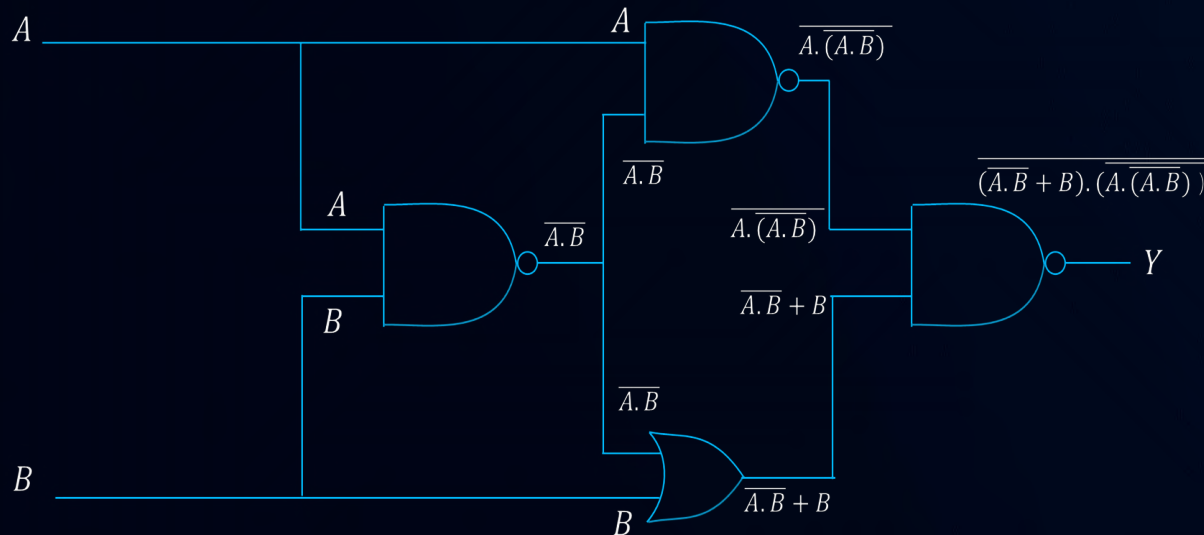 A
A
$\overline{A.\overline{(A.B)}}$
$\overline{A.B}$
$\overline{(\overline{A.B}+B).(\overline{A.\overline{(A.B)}})}$
A
$\overline{A.B}$
$\overline{A.\overline{(A.B)}}$
Y
B
$\overline{A.B}+B$
$\overline{A.B}$
B
$\overline{A.B}+B$
B